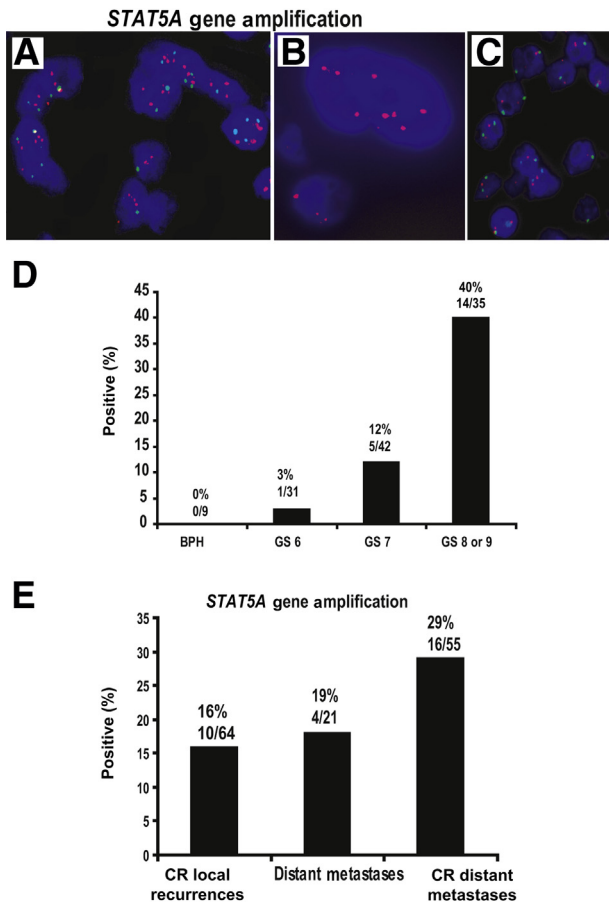 STAT5A gene amplification
A
B
C
D
Positive (%)
45
40
35
30
25
20
15
10
5
0
0%
0/9
3%
1/31
12%
5/42
40%
14/35
BPH
GS 6
GS 7
GS 8 or 9
E
STAT5A gene amplification
Positive (%)
35
30
25
20
15
10
5
0
16%
10/64
19%
4/21
29%
16/55
CR local
recurrences
Distant metastases
CR distant
metastases